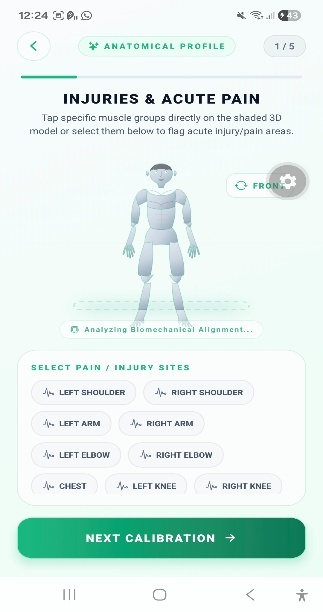 12:24
43
ANATOMICAL PROFILE
1 / 5
INJURIES & ACUTE PAIN
Tap specific muscle groups directly on the shaded 3D
model or select them below to flag acute injury/pain areas.
Analyzing Biomechanical Alignment...
SELECT PAIN / INJURY SITES
LEFT SHOULDER
RIGHT SHOULDER
LEFT ARM
RIGHT ARM
LEFT ELBOW
RIGHT ELBOW
CHEST
LEFT KNEE
RIGHT KNEE
NEXT CALIBRATION →